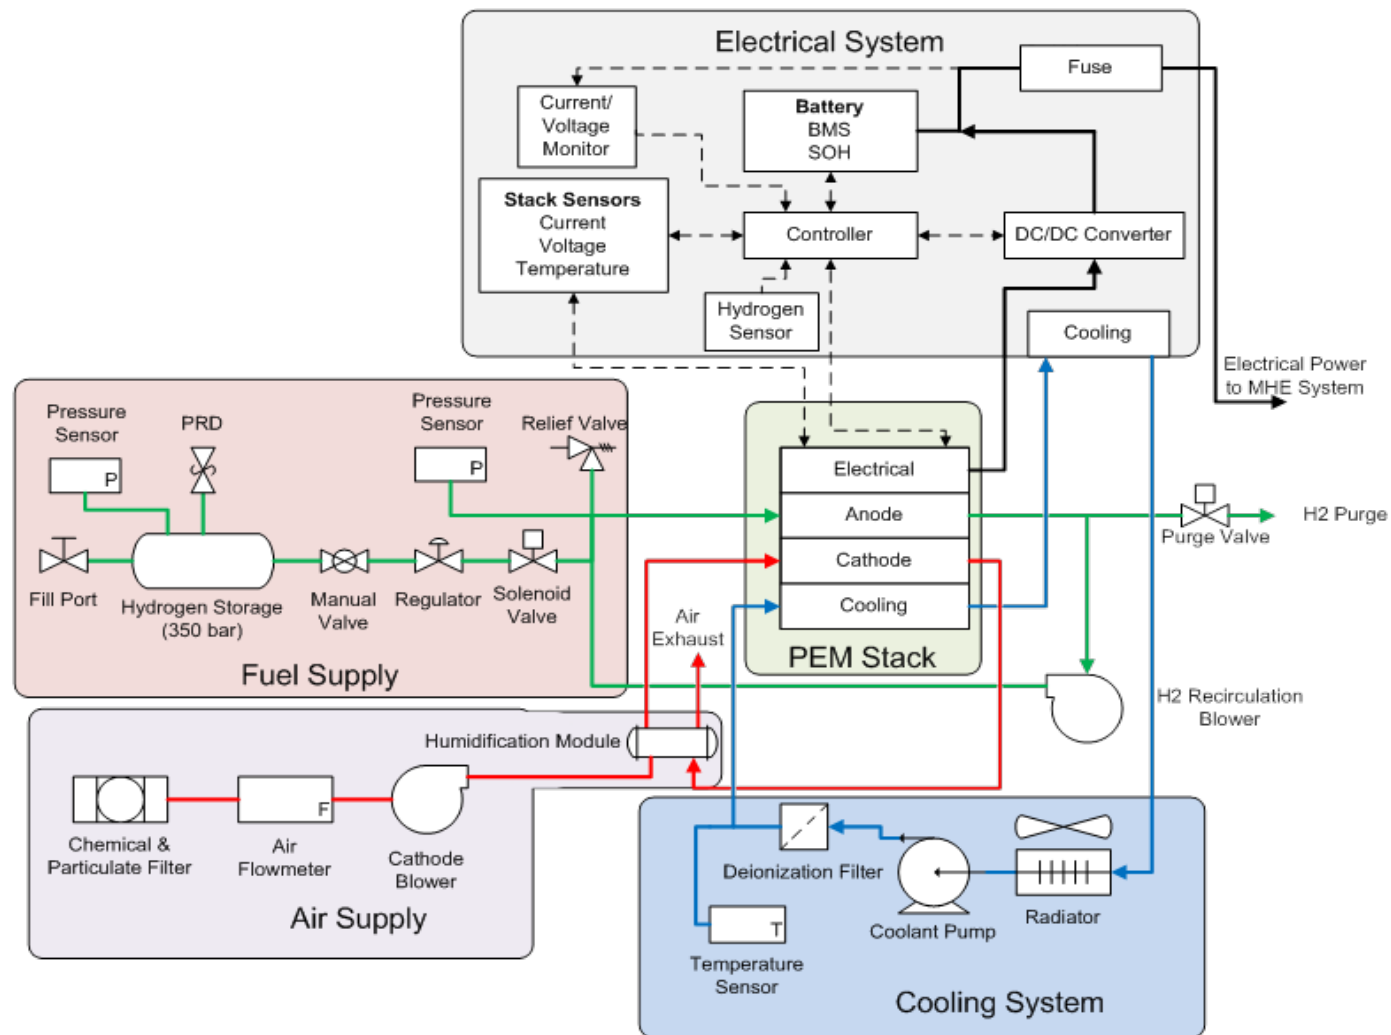 Electrical System
Fuse
Current/
Voltage
Monitor
Battery
BMS
SOH
Stack Sensors
Current
Voltage
Temperature
Controller
DC/DC Converter
Hydrogen
Sensor
Cooling
Electrical Power
to MHE System
Pressure
Sensor
P
PRD
Pressure
Sensor
P
Relief Valve
Fill Port
Hydrogen Storage
(350 bar)
Manual
Valve
Regulator
Solenoid
Valve
Fuel Supply
Electrical
Anode
Cathode
Cooling
PEM Stack
Purge Valve
H2 Purge
H2 Recirculation
Blower
Air
Exhaust
Humidification Module
Chemical &
Particulate Filter
F
Air
Flowmeter
Cathode
Blower
Air Supply
Deionization Filter
T
Temperature
Sensor
Coolant Pump
Radiator
Cooling System